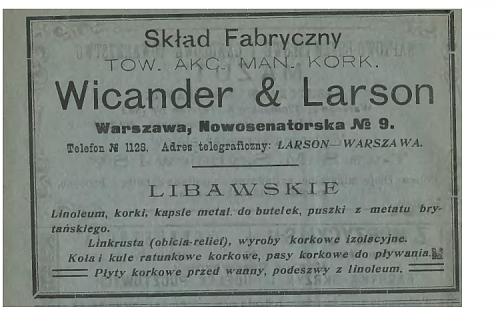 Skład Fabryczny
TOW. AKC. MAN. KORK.
Wicander & Larson
Warszawa, Nowosenatorska № 9.
Telefon № 1128. Adres telegraficzny: LARSON—WARSZAWA.
LIBAWSKIE
Linoleum, korki, kapsle metal. do butelek, puszki z metatu bry-
tańskiego.
Linkrusta (obicia-relief), wyroby korkowe izolacyjne.
Koła i kule ratunkowe korkowe, pasy korkowe do pływania.
Płyty korkowe przed wanny, podeszwy z linoleum.